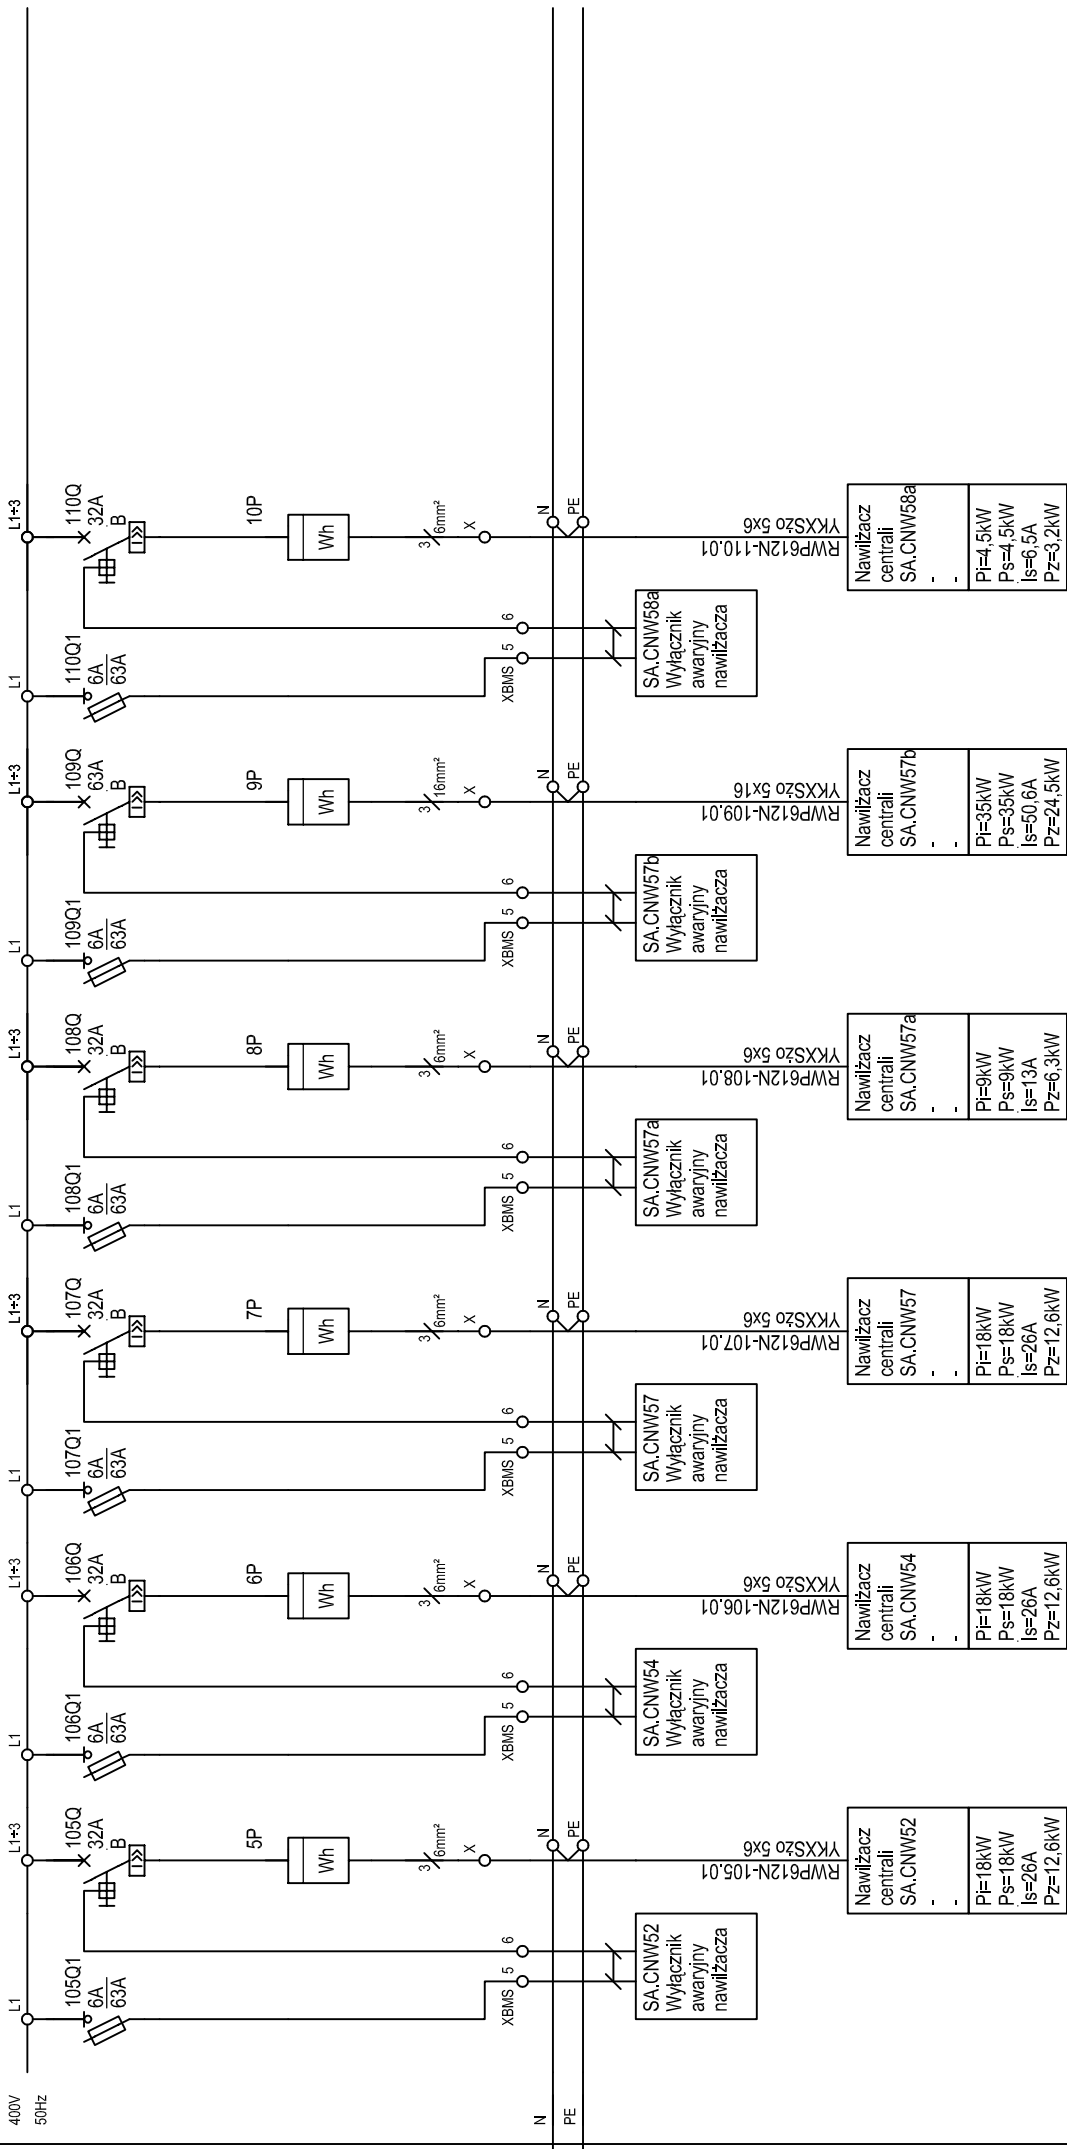 400V
50Hz
N
PE
L1
105Q1
6A
63A
L1÷3
105Q
32A
B
5P
Wh
3 6mm²
X
XBMS 5 6
N
PE
SA.CNW52
Wyłącznik
awaryjny
nawilżacza
RWP612N-105.01
YKXSżo 5x6
Nawilżacz
centrali
SA.CNW52
-
-
Pi=18kW
Ps=18kW
Is=26A
Pz=12,6kW
L1
106Q1
6A
63A
L1÷3
106Q
32A
B
6P
Wh
3 6mm²
X
XBMS 5 6
N
PE
SA.CNW54
Wyłącznik
awaryjny
nawilżacza
RWP612N-106.01
YKXSżo 5x6
Nawilżacz
centrali
SA.CNW54
-
-
Pi=18kW
Ps=18kW
Is=26A
Pz=12,6kW
L1
107Q1
6A
63A
L1÷3
107Q
32A
B
7P
Wh
3 6mm²
X
XBMS 5 6
N
PE
SA.CNW57
Wyłącznik
awaryjny
nawilżacza
RWP612N-107.01
YKXSżo 5x6
Nawilżacz
centrali
SA.CNW57
-
-
Pi=18kW
Ps=18kW
Is=26A
Pz=12,6kW
L1
108Q1
6A
63A
L1÷3
108Q
32A
B
8P
Wh
3 6mm²
X
XBMS 5 6
N
PE
SA.CNW57a
Wyłącznik
awaryjny
nawilżacza
RWP612N-108.01
YKXSżo 5x6
Nawilżacz
centrali
SA.CNW57a
-
-
Pi=9kW
Ps=9kW
Is=13A
Pz=6,3kW
L1
109Q1
6A
63A
L1÷3
109Q
63A
B
9P
Wh
3 16mm²
X
XBMS 5 6
N
PE
SA.CNW57b
Wyłącznik
awaryjny
nawilżacza
RWP612N-109.01
YKXSżo 5x16
Nawilżacz
centrali
SA.CNW57b
-
-
Pi=35kW
Ps=35kW
Is=50,6A
Pz=24,5kW
L1
110Q1
6A
63A
L1÷3
110Q
32A
B
10P
Wh
3 6mm²
X
XBMS 5 6
N
PE
SA.CNW58a
Wyłącznik
awaryjny
nawilżacza
RWP612N-110.01
YKXSżo 5x6
Nawilżacz
centrali
SA.CNW58a
-
-
Pi=4,5kW
Ps=4,5kW
Is=6,5A
Pz=3,2kW